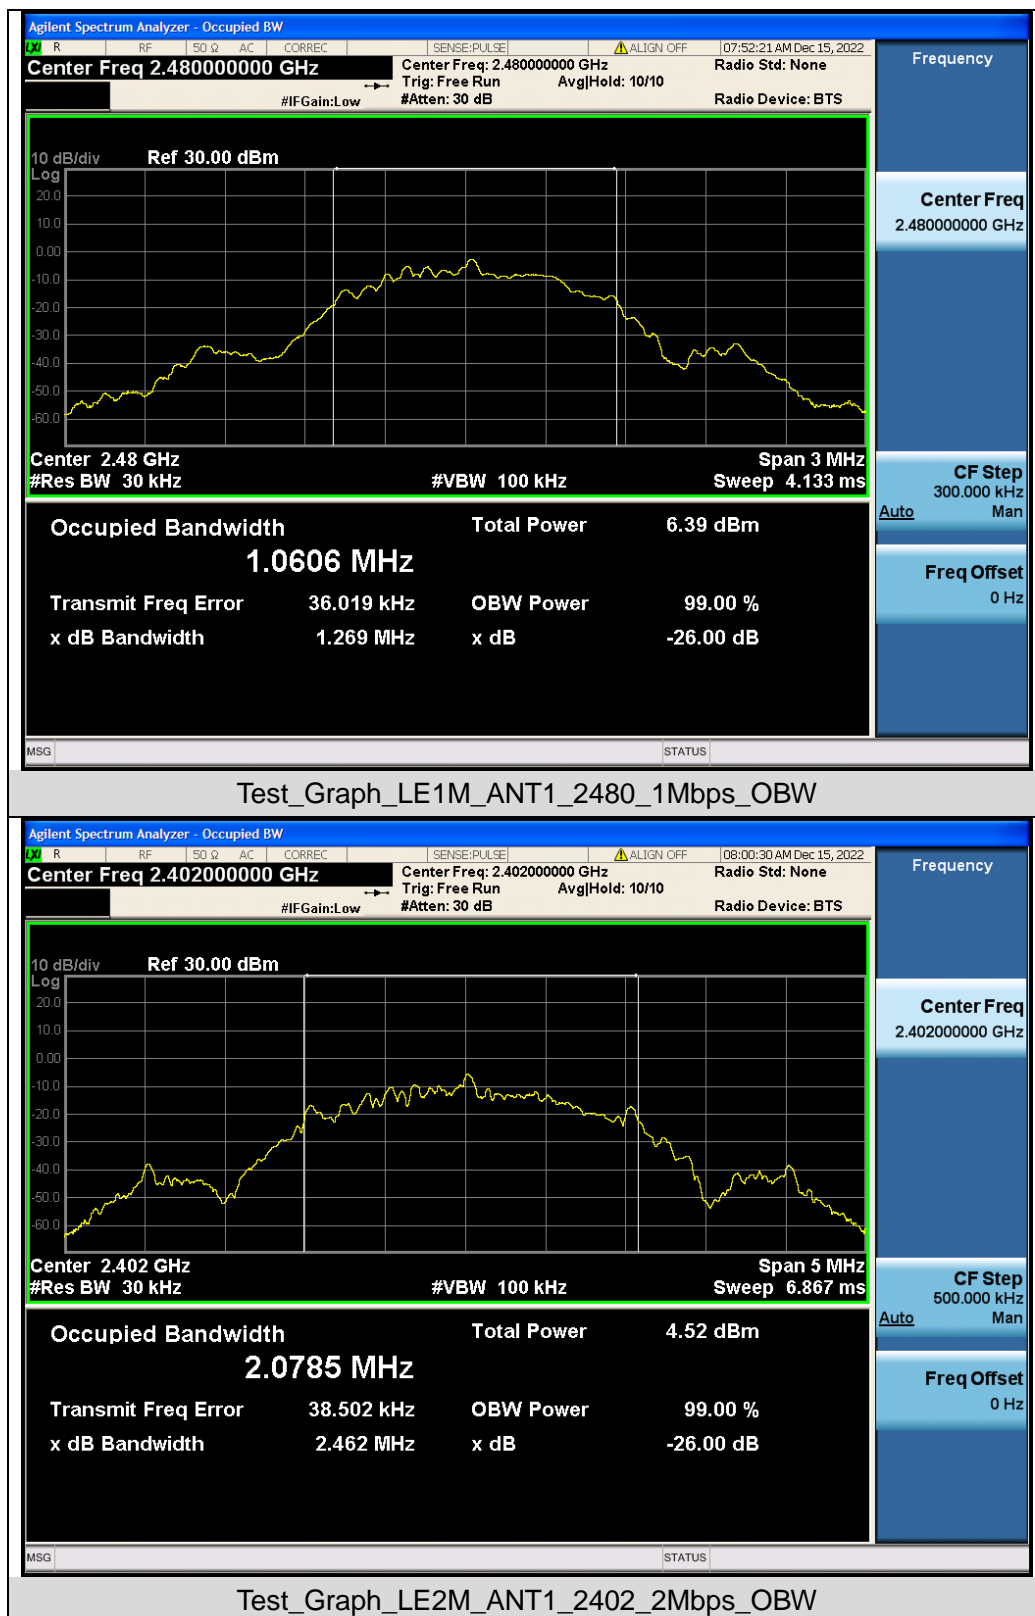 Agilent Spectrum Analyzer - Occupied BW
LXI R RF 50 Ω AC CORREC SENSE:PULSE ALIGN OFF 07:52:21 AM Dec 15, 2022
Center Freq 2.480000000 GHz Center Freq: 2.480000000 GHz Radio Std: None Frequency
Trig: Free Run Avg|Hold: 10/10
#IFGain:Low #Atten: 30 dB Radio Device: BTS
10 dB/div Ref 30.00 dBm
Log
20.0
10.0
0.00
-10.0
-20.0
-30.0
-40.0
-50.0
-60.0
Center Freq
2.480000000 GHz
Center 2.48 GHz Span 3 MHz
#Res BW 30 kHz #VBW 100 kHz Sweep 4.133 ms
CF Step
300.000 kHz
Auto Man
Occupied Bandwidth Total Power 6.39 dBm
1.0606 MHz
Freq Offset
0 Hz
Transmit Freq Error 36.019 kHz OBW Power 99.00 %
x dB Bandwidth 1.269 MHz x dB -26.00 dB
MSG STATUS
Test_Graph_LE1M_ANT1_2480_1Mbps_OBW
Agilent Spectrum Analyzer - Occupied BW
LXI R RF 50 Ω AC CORREC SENSE:PULSE ALIGN OFF 08:00:30 AM Dec 15, 2022
Center Freq 2.402000000 GHz Center Freq: 2.402000000 GHz Radio Std: None Frequency
Trig: Free Run Avg|Hold: 10/10
#IFGain:Low #Atten: 30 dB Radio Device: BTS
10 dB/div Ref 30.00 dBm
Log
20.0
10.0
0.00
-10.0
-20.0
-30.0
-40.0
-50.0
-60.0
Center Freq
2.402000000 GHz
Center 2.402 GHz Span 5 MHz
#Res BW 30 kHz #VBW 100 kHz Sweep 6.867 ms
CF Step
500.000 kHz
Auto Man
Occupied Bandwidth Total Power 4.52 dBm
2.0785 MHz
Freq Offset
0 Hz
Transmit Freq Error 38.502 kHz OBW Power 99.00 %
x dB Bandwidth 2.462 MHz x dB -26.00 dB
MSG STATUS
Test_Graph_LE2M_ANT1_2402_2Mbps_OBW